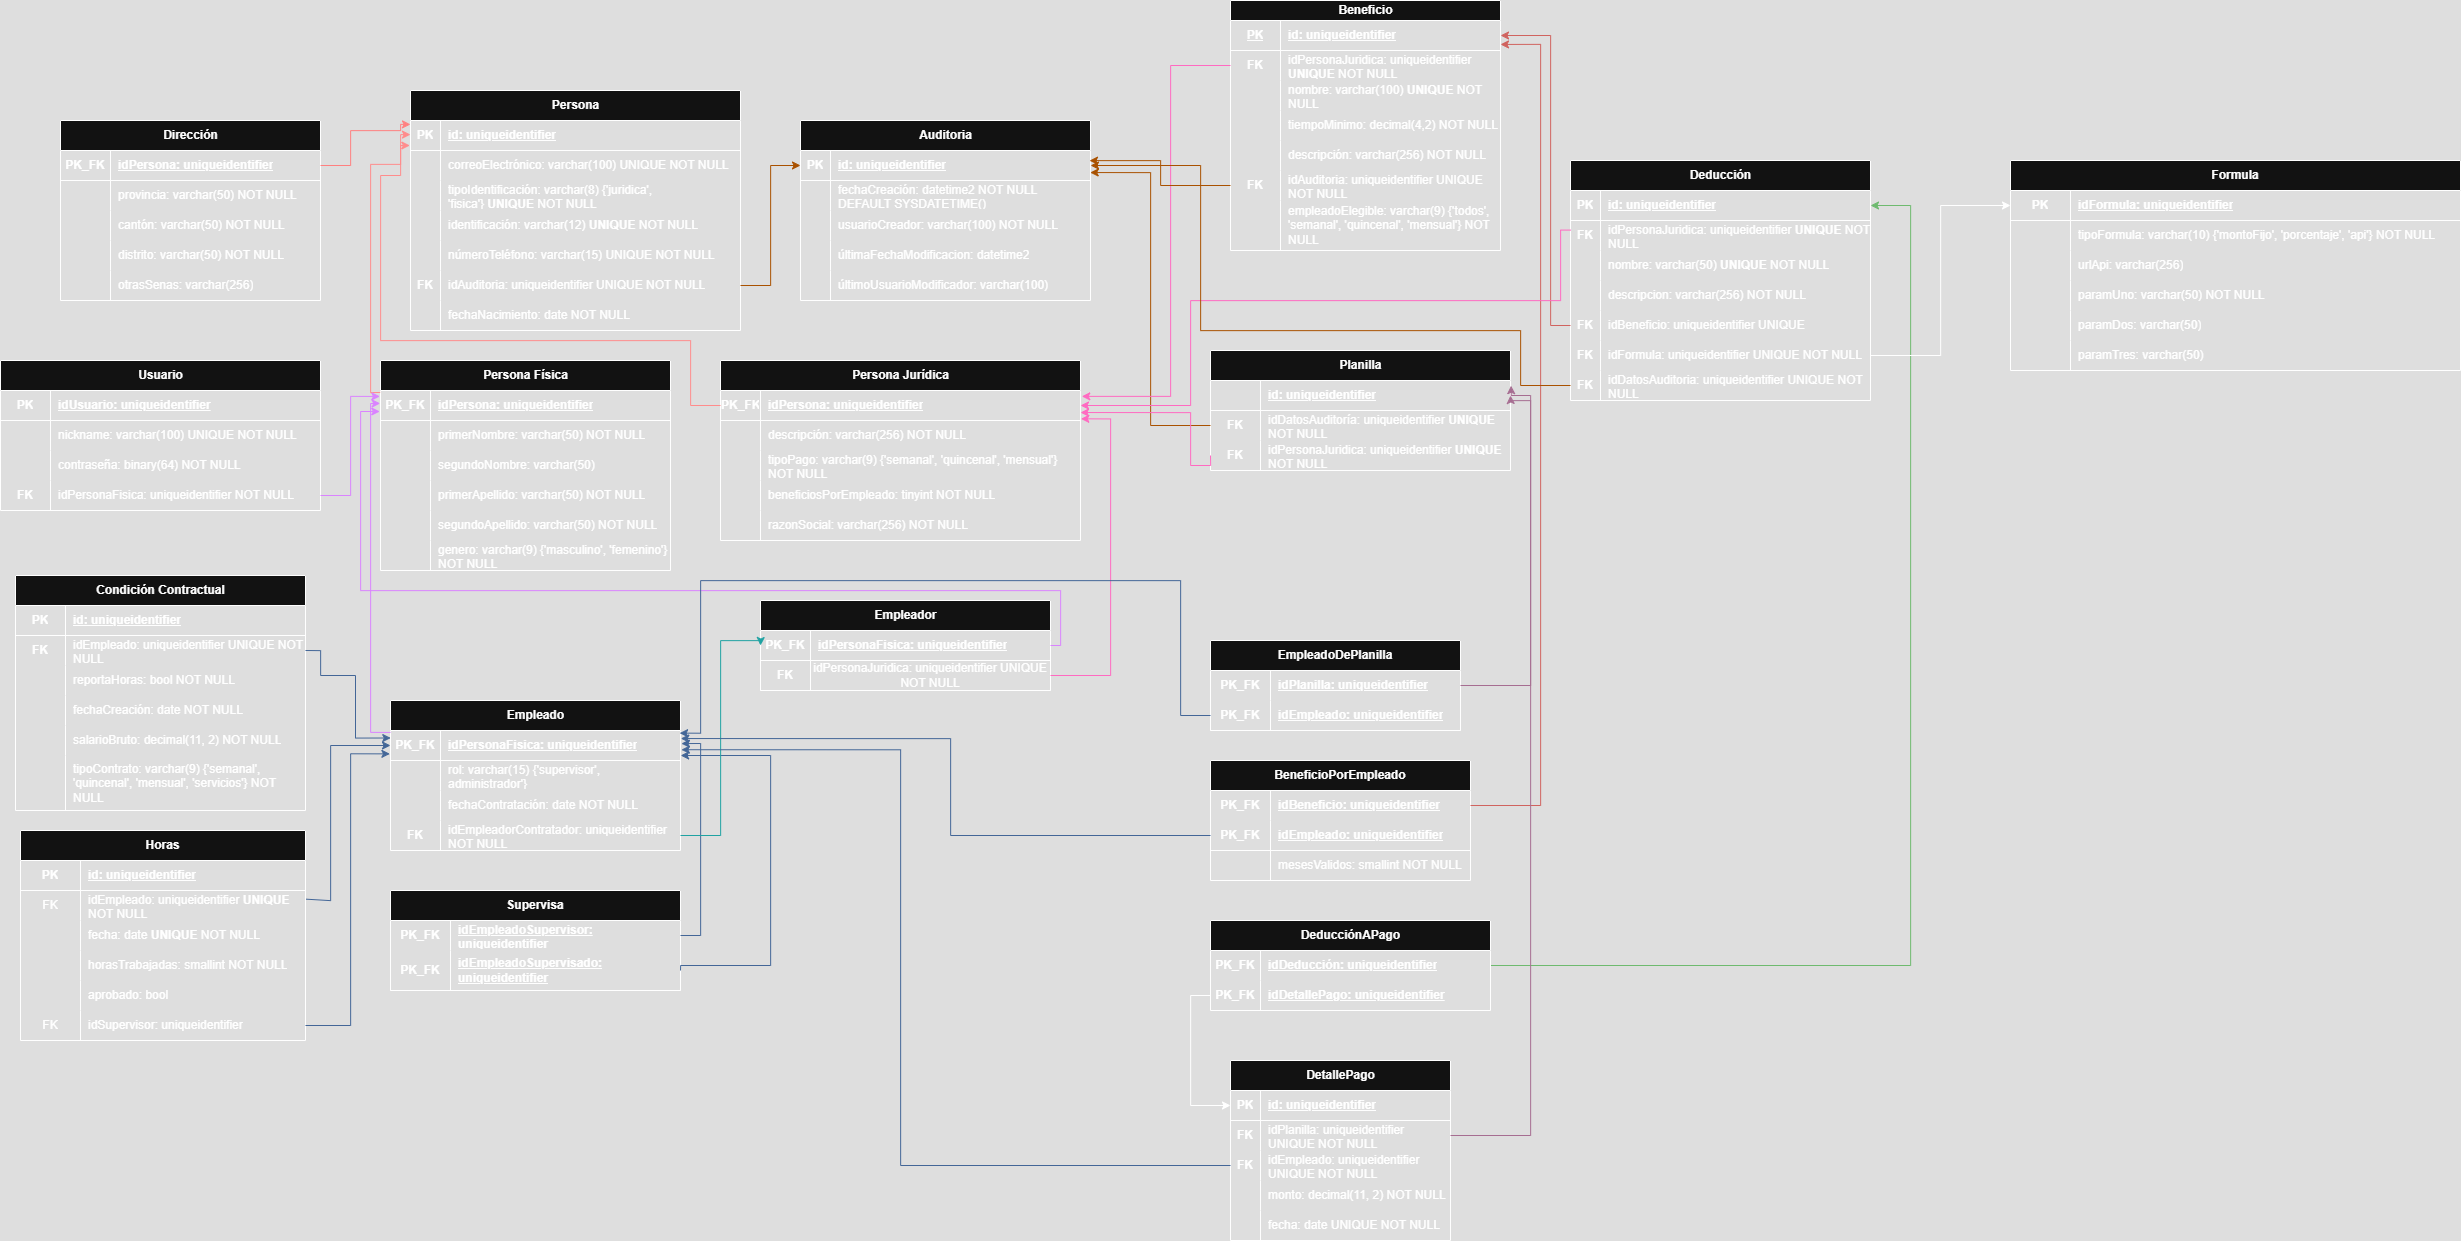 Beneficio
PK
id: uniqueidentifier
FK
idPersonaJuridica: uniqueidentifier
UNIQUE NOT NULL
nombre: varchar(100) UNIQUE NOT
NULL
tiempoMinimo: decimal(4,2) NOT NULL
descripción: varchar(256) NOT NULL
FK
idAuditoria: uniqueidentifier UNIQUE
NOT NULL
empleadoElegible: varchar(9) {'todos',
'semanal', 'quincenal', 'mensual'} NOT
NULL
Persona
PK
id: uniqueidentifier
correoElectrónico: varchar(100) UNIQUE NOT NULL
tipoIdentificación: varchar(8) {'juridica',
'fisica'} UNIQUE NOT NULL
identificación: varchar(12) UNIQUE NOT NULL
númeroTeléfono: varchar(15) UNIQUE NOT NULL
FK
idAuditoria: uniqueidentifier UNIQUE NOT NULL
fechaNacimiento: date NOT NULL
Dirección
PK_FK
idPersona: uniqueidentifier
provincia: varchar(50) NOT NULL
cantón: varchar(50) NOT NULL
distrito: varchar(50) NOT NULL
otrasSenas: varchar(256)
Auditoria
PK
id: uniqueidentifier
fechaCreación: datetime2 NOT NULL
DEFAULT SYSDATETIME()
usuarioCreador: varchar(100) NOT NULL
últimaFechaModificacion: datetime2
últimoUsuarioModificador: varchar(100)
Deducción
PK
id: uniqueidentifier
FK
idPersonaJuridica: uniqueidentifier UNIQUE NOT
NULL
nombre: varchar(50) UNIQUE NOT NULL
descripcion: varchar(256) NOT NULL
FK
idBeneficio: uniqueidentifier UNIQUE
FK
idFormula: uniqueidentifier UNIQUE NOT NULL
FK
idDatosAuditoria: uniqueidentifier UNIQUE NOT
NULL
Formula
PK
idFormula: uniqueidentifier
tipoFormula: varchar(10) {'montoFijo', 'porcentaje', 'api'} NOT NULL
urlApi: varchar(256)
paramUno: varchar(50) NOT NULL
paramDos: varchar(50)
paramTres: varchar(50)
Usuario
PK
idUsuario: uniqueidentifier
nickname: varchar(100) UNIQUE NOT NULL
contraseña: binary(64) NOT NULL
FK
idPersonaFisica: uniqueidentifier NOT NULL
Persona Física
PK_FK
idPersona: uniqueidentifier
primerNombre: varchar(50) NOT NULL
segundoNombre: varchar(50)
primerApellido: varchar(50) NOT NULL
segundoApellido: varchar(50) NOT NULL
genero: varchar(9) {'masculino', 'femenino'}
NOT NULL
Persona Jurídica
PK_FK
idPersona: uniqueidentifier
descripción: varchar(256) NOT NULL
tipoPago: varchar(9) {'semanal', 'quincenal', 'mensual'}
NOT NULL
beneficiosPorEmpleado: tinyint NOT NULL
razonSocial: varchar(256) NOT NULL
Planilla
id: uniqueidentifier
FK
idDatosAuditoría: uniqueidentifier UNIQUE
NOT NULL
FK
idPersonaJuridica: uniqueidentifier UNIQUE
NOT NULL
Condición Contractual
PK
id: uniqueidentifier
FK
idEmpleado: uniqueidentifier UNIQUE NOT
NULL
reportaHoras: bool NOT NULL
fechaCreación: date NOT NULL
salarioBruto: decimal(11, 2) NOT NULL
tipoContrato: varchar(9) {'semanal',
'quincenal', 'mensual', 'servicios'} NOT
NULL
Empleador
PK_FK
idPersonaFisica: uniqueidentifier
FK
idPersonaJuridica: uniqueidentifier UNIQUE
NOT NULL
EmpleadoDePlanilla
PK_FK
idPlanilla: uniqueidentifier
PK_FK
idEmpleado: uniqueidentifier
Empleado
PK_FK
idPersonaFisica: uniqueidentifier
rol: varchar(15) {'supervisor',
administrador'}
fechaContratación: date NOT NULL
FK
idEmpleadorContratador: uniqueidentifier
NOT NULL
BeneficioPorEmpleado
PK_FK
idBeneficio: uniqueidentifier
PK_FK
idEmpleado: uniqueidentifier
mesesValidos: smallint NOT NULL
Horas
PK
id: uniqueidentifier
FK
idEmpleado: uniqueidentifier UNIQUE
NOT NULL
fecha: date UNIQUE NOT NULL
horasTrabajadas: smallint NOT NULL
aprobado: bool
FK
idSupervisor: uniqueidentifier
Supervisa
PK_FK
idEmpleadoSupervisor:
uniqueidentifier
PK_FK
idEmpleadoSupervisado:
uniqueidentifier
DeducciónAPago
PK_FK
idDeducción: uniqueidentifier
PK_FK
idDetallePago: uniqueidentifier
DetallePago
PK
id: uniqueidentifier
FK
idPlanilla: uniqueidentifier
UNIQUE NOT NULL
FK
idEmpleado: uniqueidentifier
UNIQUE NOT NULL
monto: decimal(11, 2) NOT NULL
fecha: date UNIQUE NOT NULL